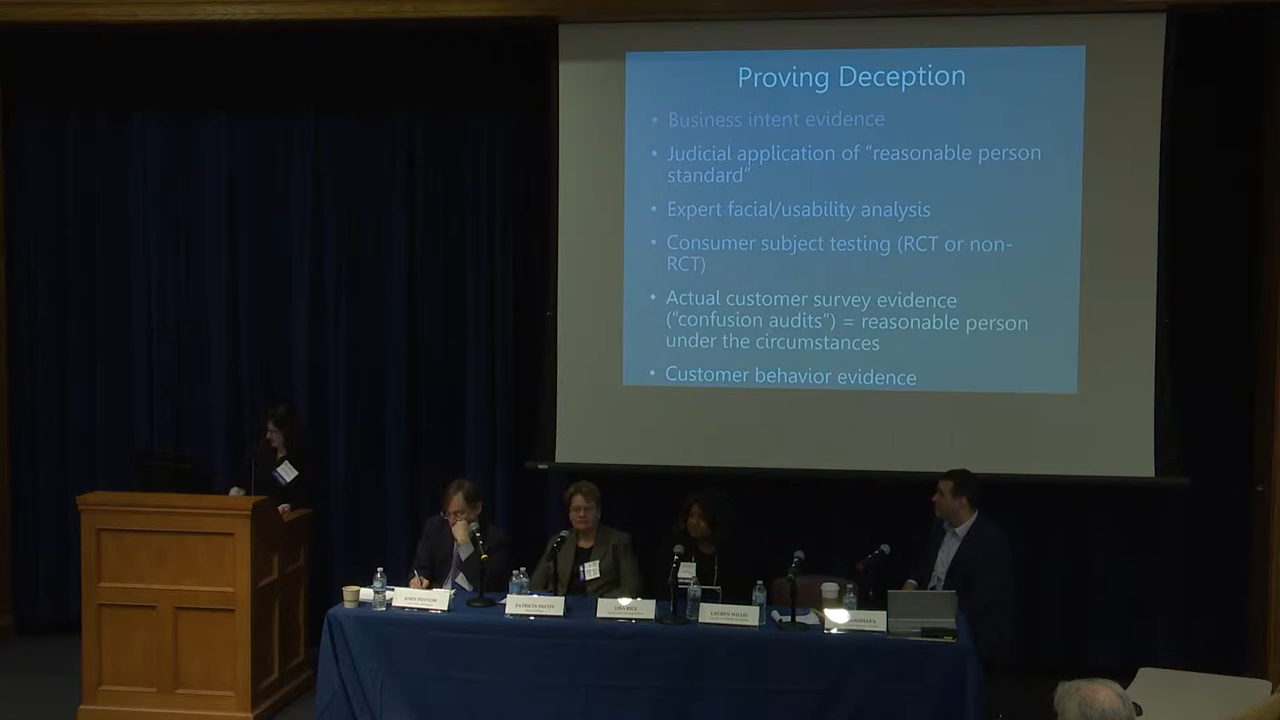 Proving Deception
• Business intent evidence
• Judicial application of “reasonable person
standard”
• Expert facial/usability analysis
• Consumer subject testing (RCT or non-
RCT)
• Actual customer survey evidence
(“confusion audits”) = reasonable person
under the circumstances
• Customer behavior evidence
JOHN POTTOW
PATRICIA McCOY
LISA RICE
LAUREN WILLIS